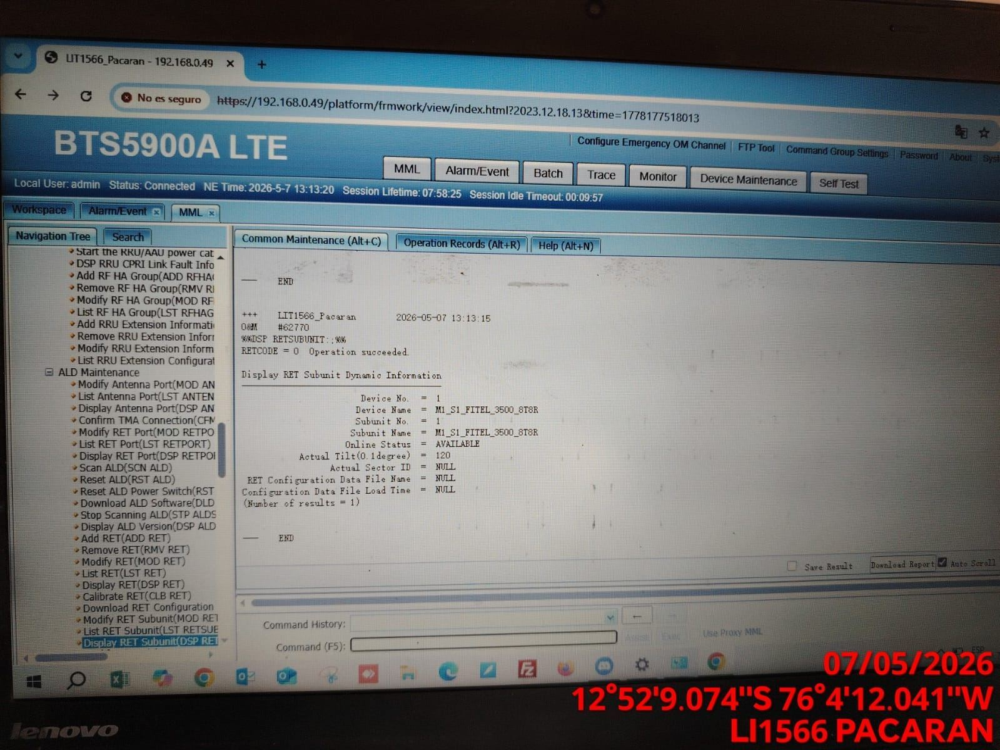 LIT1566_Pacaran - 192.168.0.49
No es seguro
https://192.168.0.49/platform/frmwork/view/index.html?2023.12.18.13&time=1778177518013
BTS5900A LTE
Configure Emergency OM Channel
FTP Tool
Command Group Settings
Password
About
Syst
MML
Alarm/Event
Batch
Trace
Monitor
Device Maintenance
Self Test
Local User: admin Status: Connected NE Time: 2026-5-7 13:13:20 Session Lifetime: 07:58:25 Session Idle Timeout: 00:09:57
Workspace
Alarm/Event
MML
Navigation Tree
Search
Start the RRU/AAU power cat
DSP RRU CPRI Link Fault Info
Add RF HA Group(ADD RFHA
Remove RF HA Group(RMV RI
Modify RF HA Group(MOD RF
List RF HA Group(LST RFHAG
Add RRU Extension Informati
Remove RRU Extension Inforr
Modify RRU Extension Inform
List RRU Extension Configurat
ALD Maintenance
Modify Antenna Port(MOD AN
List Antenna Port(LST ANTEN
Display Antenna Port(DSP AN
Confirm TMA Connection(CFM
Modify RET Port(MOD RETPO
List RET Port(LST RETPORT)
Display RET Port(DSP RETPOI
Scan ALD(SCN ALD)
Reset ALD(RST ALD)
Reset ALD Power Switch(RST
Download ALD Software(DLD
Stop Scanning ALD(STP ALDS
Display ALD Version(DSP ALD
Add RET(ADD RET)
Remove RET(RMV RET)
Modify RET(MOD RET)
List RET(LST RET)
Display RET(DSP RET)
Calibrate RET(CLB RET)
Download RET Configuration
Modify RET Subunit(MOD RET
List RET Subunit(LST RETSUE
Display RET Subunit(DSP RET
Common Maintenance (Alt+C)
Operation Records (Alt+R)
Help (Alt+N)
END
+++ LIT1566_Pacaran 2026-05-07 13:13:15
O&M #62770
%%DSP RETSUBUNIT:;%%
RETCODE = 0 Operation succeeded.
Display RET Subunit Dynamic Information
Device No. = 1
Device Name = M1_S1_FITEL_3500_8T8R
Subunit No. = 1
Subunit Name = M1_S1_FITEL_3500_8T8R
Online Status = AVAILABLE
Actual Tilt(0.1degree) = 120
Actual Sector ID = NULL
RET Configuration Data File Name = NULL
Configuration Data File Load Time = NULL
(Number of results = 1)
END
Save Result
Download Report
Auto Scroll
Command History:
Command (F5):
Assist
Exec
Use Proxy MML
ESP
07/05/2026
12°52'9.074"S 76°4'12.041"W
LI1566 PACARAN
lenovo